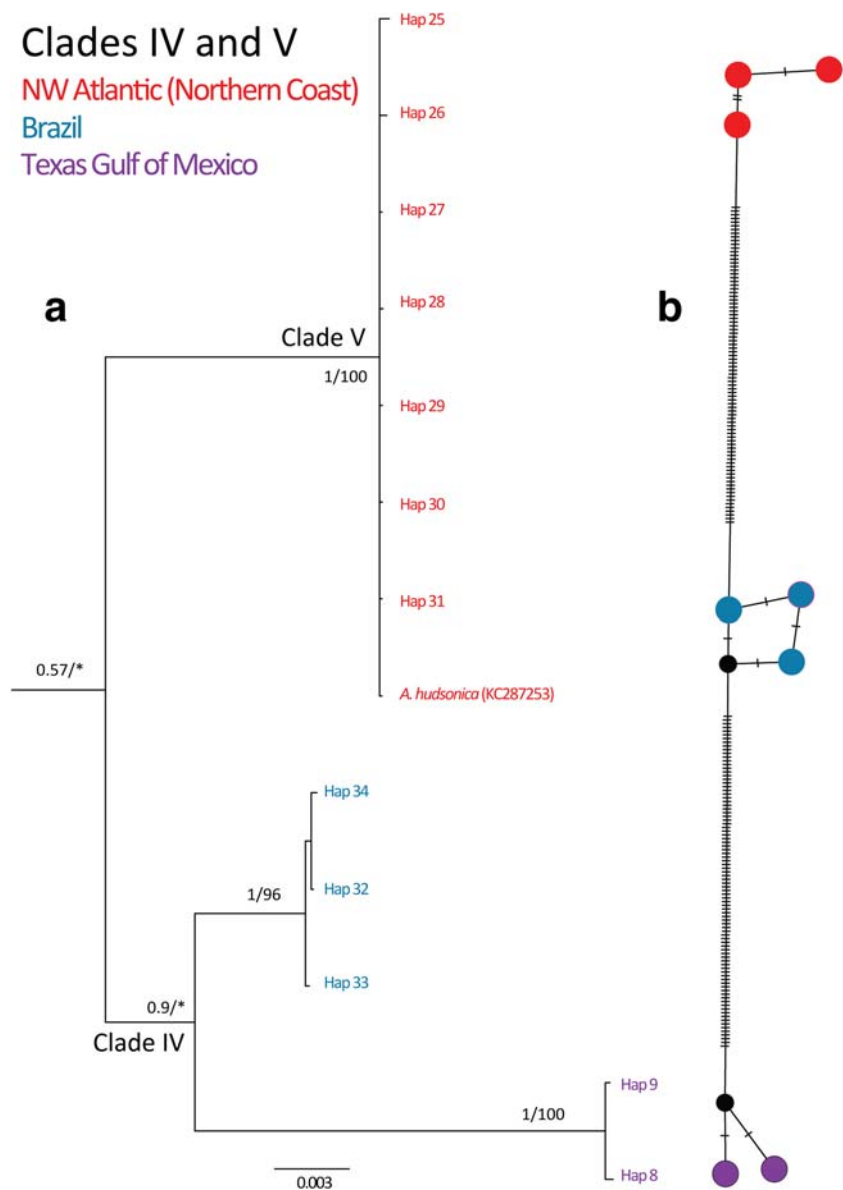 Clades IV and V
NW Atlantic (Northern Coast)
Brazil
Texas Gulf of Mexico
a
b
Hap 25
Hap 26
Hap 27
Hap 28
Clade V
1/100
Hap 29
Hap 30
Hap 31
0.57/*
A. hudsonica (KC287253)
Hap 34
1/96
Hap 32
Hap 33
0.9/*
Clade IV
Hap 9
1/100
Hap 8
0.003